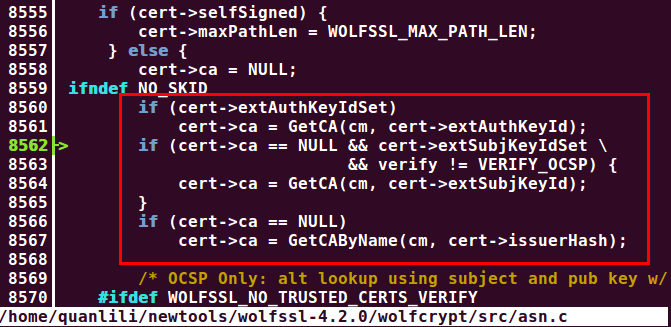 8555     if (cert->selfSigned) {
8556         cert->maxPathLen = WOLFSSL_MAX_PATH_LEN;
8557      } else {
8558         cert->ca = NULL;
8559  ifndef NO_SKID
8560         if (cert->extAuthKeyIdSet)
8561             cert->ca = GetCA(cm, cert->extAuthKeyId);
8562->       if (cert->ca == NULL && cert->extSubjKeyIdSet \
8563                             && verify != VERIFY_OCSP) {
8564             cert->ca = GetCA(cm, cert->extSubjKeyId);
8565         }
8566         if (cert->ca == NULL)
8567             cert->ca = GetCAByName(cm, cert->issuerHash);
8568
8569         /* OCSP Only: alt lookup using subject and pub key w/
8570     #ifdef WOLFSSL_NO_TRUSTED_CERTS_VERIFY
/home/quanlili/newtools/wolfssl-4.2.0/wolfcrypt/src/asn.c